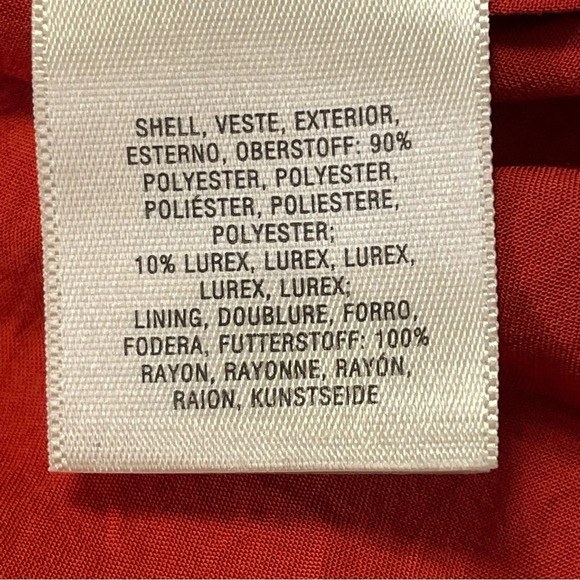 SHELL, VESTE, EXTERIOR,
ESTERNO, OBERSTOFF: 90%
POLYESTER, POLYESTER,
POLIÉSTER, POLIESTERE,
POLYESTER;
10% LUREX, LUREX, LUREX,
LUREX, LUREX;
LINING, DOUBLURE, FORRO,
FODERA, FUTTERSTOFF: 100%
RAYON, RAYONNE, RAYÓN,
RAION, KUNSTSEIDE